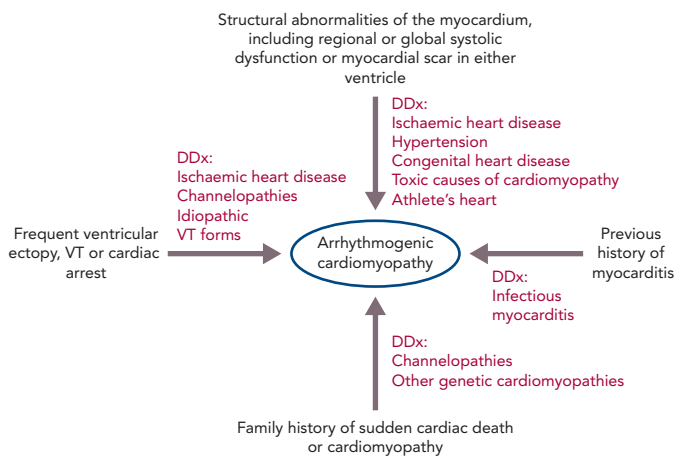 Structural abnormalities of the myocardium,
including regional or global systolic
dysfunction or myocardial scar in either
ventricle
DDx:
Ischaemic heart disease
Hypertension
Congenital heart disease
Toxic causes of cardiomyopathy
Athlete's heart
DDx:
Ischaemic heart disease
Channelopathies
Idiopathic
VT forms
Frequent ventricular
ectopy, VT or cardiac
arrest
Arrhythmogenic
cardiomyopathy
Previous
history of
myocarditis
DDx:
Infectious
myocarditis
DDx:
Channelopathies
Other genetic cardiomyopathies
Family history of sudden cardiac death
or cardiomyopathy